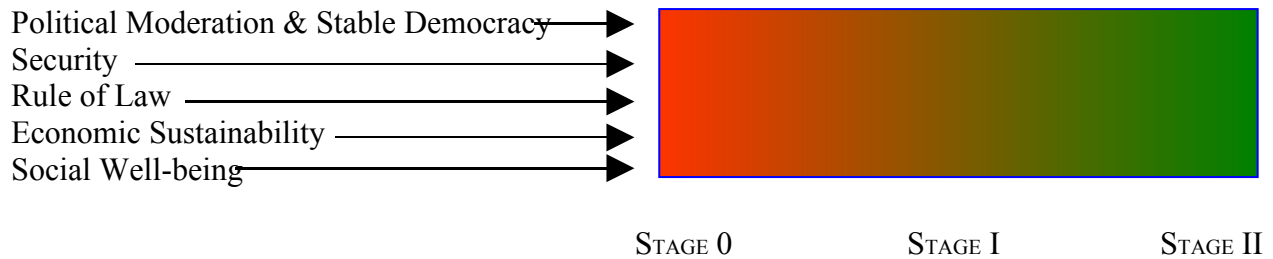 Political Moderation & Stable Democracy
Security
Rule of Law
Economic Sustainability
Social Well-being
STAGE 0 STAGE I STAGE II